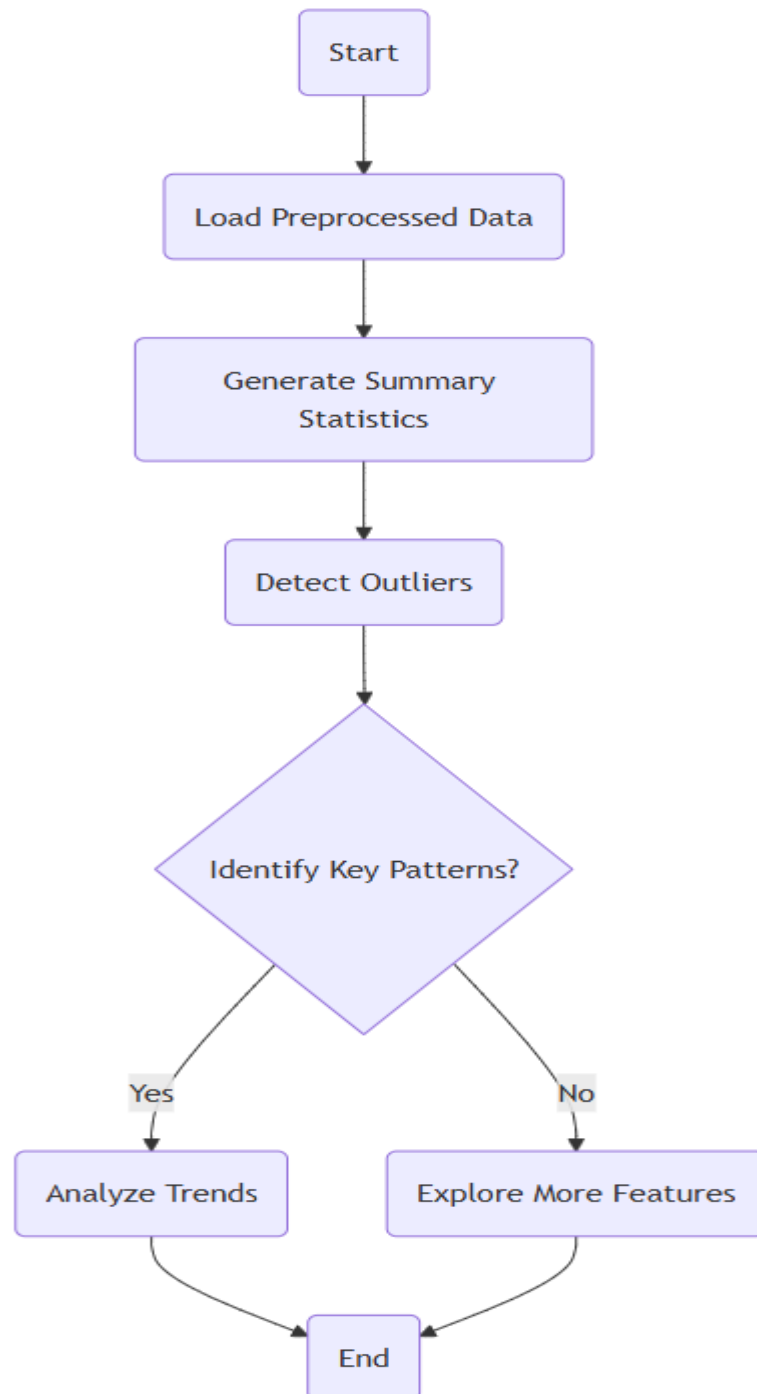 Start
Load Preprocessed Data
Generate Summary
Statistics
Detect Outliers
Identify Key Patterns?
Yes
No
Analyze Trends
Explore More Features
End